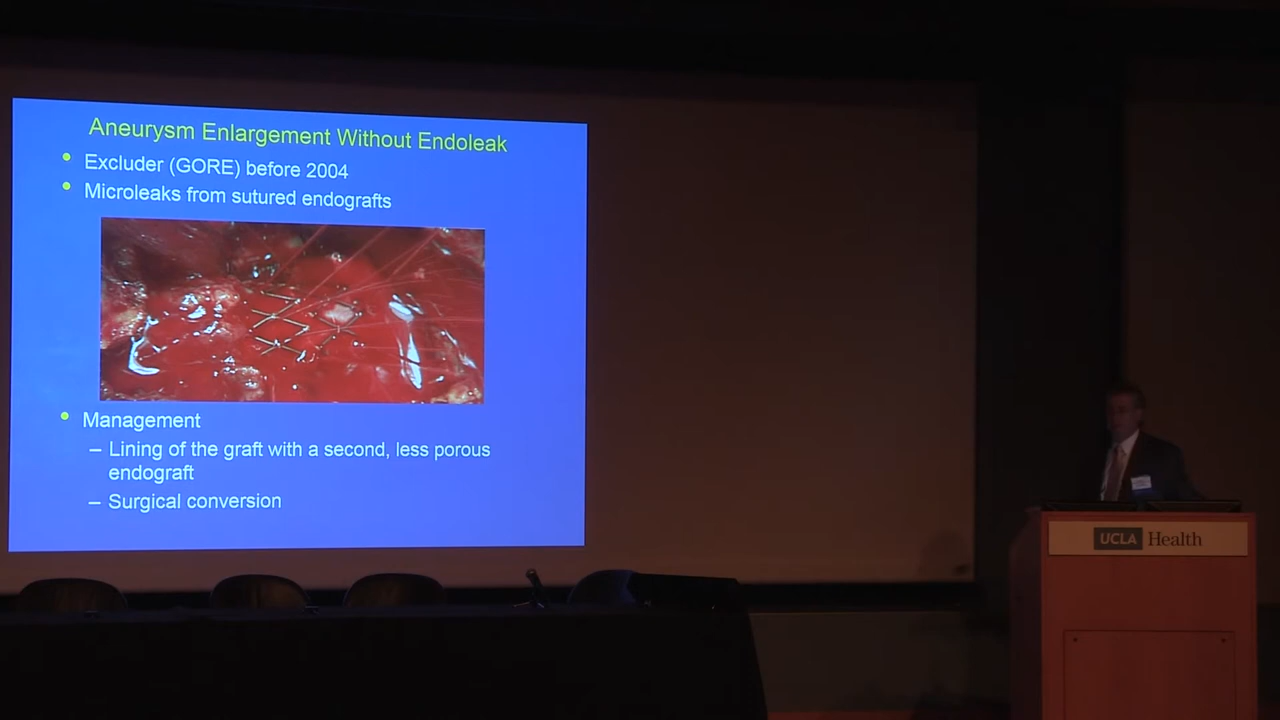 Aneurysm Enlargement Without Endoleak
Excluder (GORE) before 2004
Microleaks from sutured endografts
Management
– Lining of the graft with a second, less porous
endograft
– Surgical conversion
UCLA Health